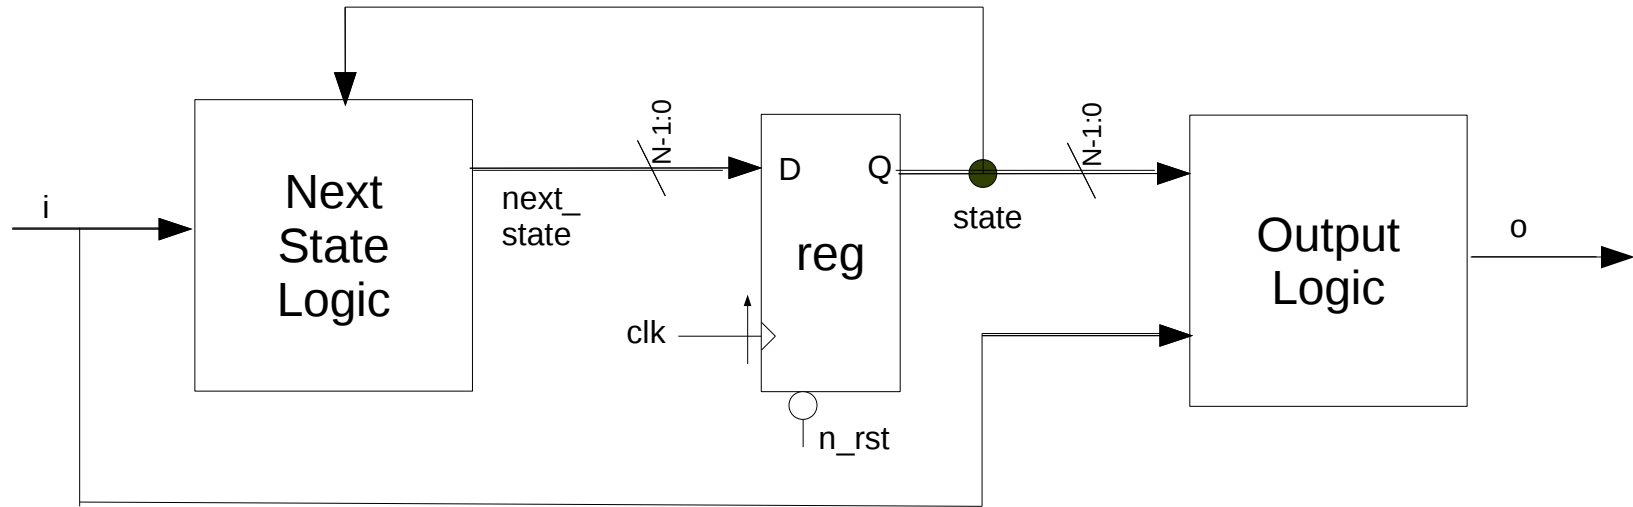 i
Next
State
Logic
next_
state
N-1:0
D
Q
reg
clk
n_rst
state
N-1:0
Output
Logic
o